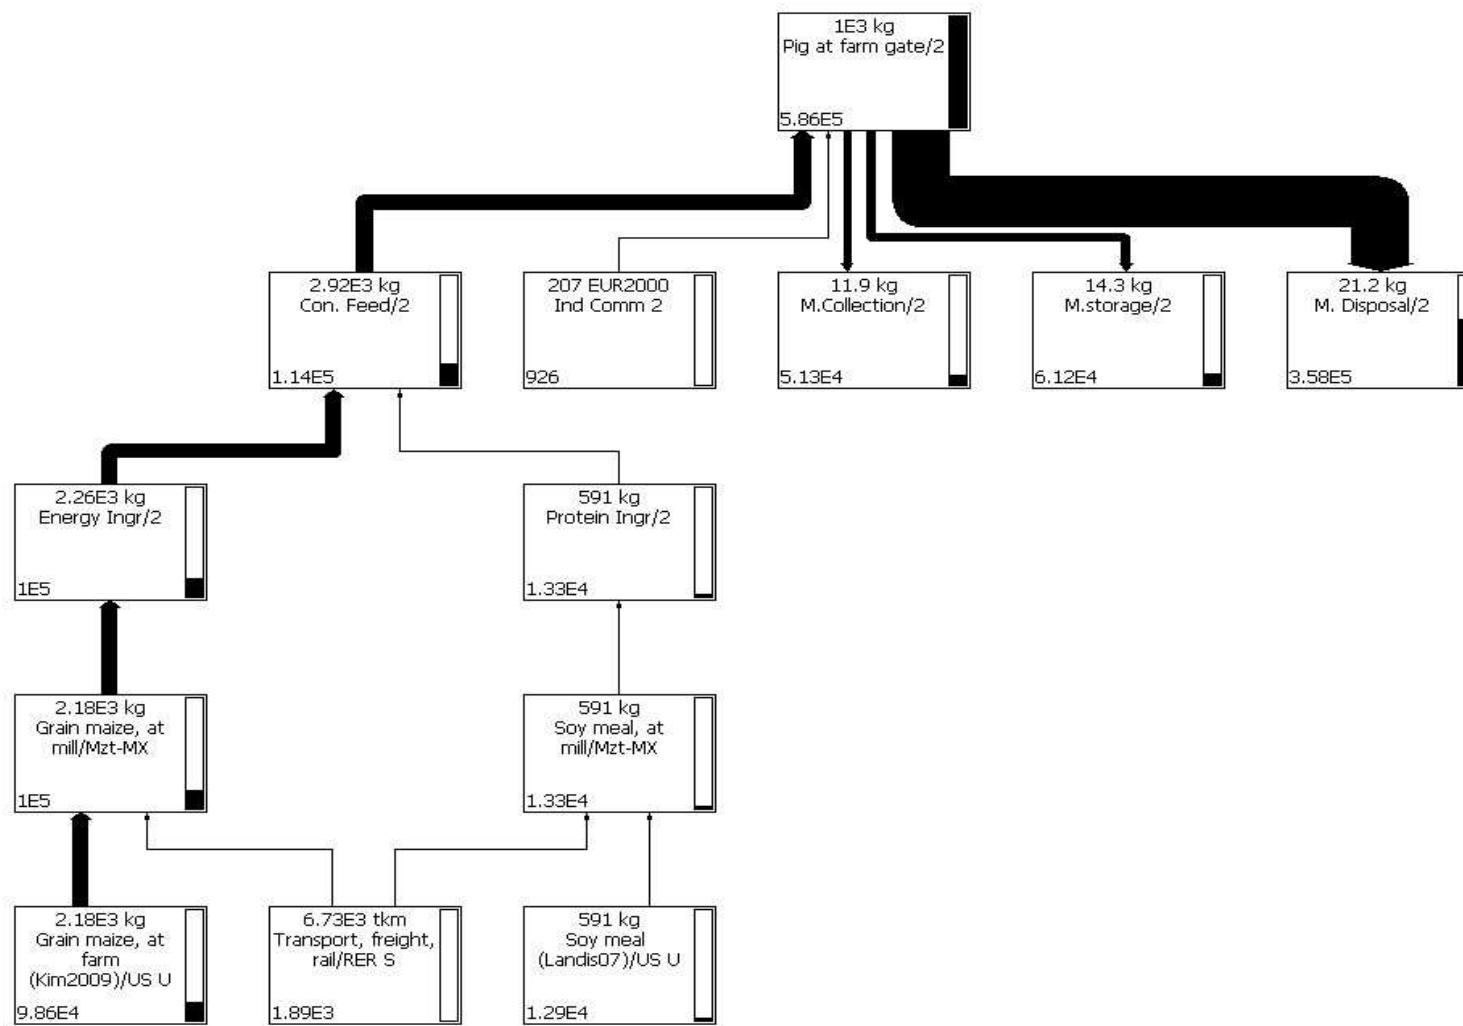 1E3 kg
Pig at farm gate/2
5.86E5
2.92E3 kg
Con. Feed/2
1.14E5
207 EUR2000
Ind Comm 2
926
11.9 kg
M.Collection/2
5.13E4
14.3 kg
M.storage/2
6.12E4
21.2 kg
M. Disposal/2
3.58E5
2.26E3 kg
Energy Ingr/2
1E5
591 kg
Protein Ingr/2
1.33E4
2.18E3 kg
Grain maize, at
mill/Mzt-MX
1E5
591 kg
Soy meal, at
mill/Mzt-MX
1.33E4
2.18E3 kg
Grain maize, at
farm
(Kim2009)/US U
9.86E4
6.73E3 tkm
Transport, freight,
rail/RER S
1.89E3
591 kg
Soy meal
(Landis07)/US U
1.29E4